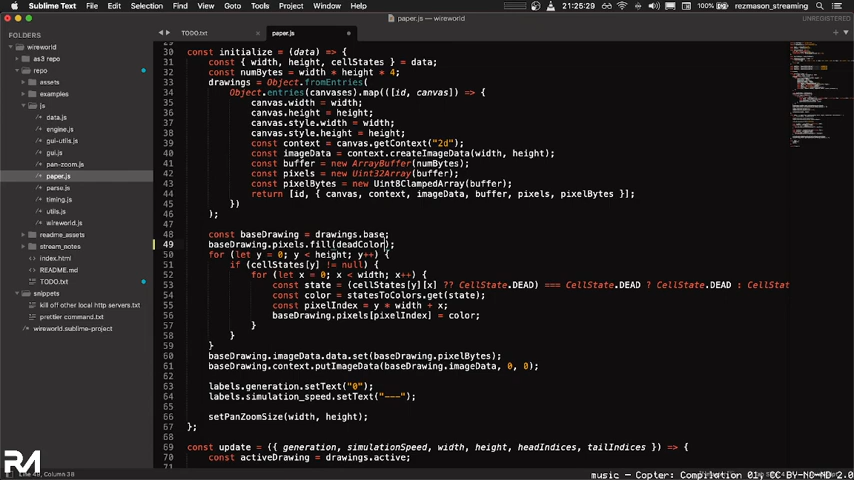 Sublime Text File Edit Selection Find View Goto Tools Project Window Help 100% 21:25:29 rezmason_streaming
paper.js — wireworld UNREGISTERED
FOLDERS
wireworld
as3 repo
repo
assets
examples
js
data.js
engine.js
gui-utils.js
gui.js
pan-zoom.js
paper.js
parse.js
timing.js
utils.js
wireworld.js
readme_assets
stream_notes
index.html
README.md
TODO.txt
snippets
kill off other local http servers.txt
prettier command.txt
wireworld.sublime-project
TODO.txt paper.js
29
30 const initialize = (data) => {
31 const { width, height, cellStates } = data;
32 const numBytes = width * height * 4;
33 drawings = Object.fromEntries(
34 Object.entries(canvases).map(([id, canvas]) => {
35 canvas.width = width;
36 canvas.height = height;
37 canvas.style.width = width;
38 canvas.style.height = height;
39 const context = canvas.getContext("2d");
40 const imageData = context.createImageData(width, height);
41 const buffer = new ArrayBuffer(numBytes);
42 const pixels = new Uint32Array(buffer);
43 const pixelBytes = new Uint8ClampedArray(buffer);
44 return [id, { canvas, context, imageData, buffer, pixels, pixelBytes }];
45 })
46 );
47
48 const baseDrawing = drawings.base;
49 baseDrawing.pixels.fill(deadColor);
50 for (let y = 0; y < height; y++) {
51 if (cellStates[y] != null) {
52 for (let x = 0; x < width; x++) {
53 const state = (cellStates[y][x] ?? CellState.DEAD) === CellState.DEAD ? CellState.DEAD : CellStat
54 const color = statesToColors.get(state);
55 const pixelIndex = y * width + x;
56 baseDrawing.pixels[pixelIndex] = color;
57 }
58 }
59 }
60 baseDrawing.imageData.data.set(baseDrawing.pixelBytes);
61 baseDrawing.context.putImageData(baseDrawing.imageData, 0, 0);
62
63 labels.generation.setText("0");
64 labels.simulation_speed.setText("---");
65
66 setPanZoomSize(width, height);
67 };
68
69 const update = ({ generation, simulationSpeed, width, height, headIndices, tailIndices }) => {
70 const activeDrawing = drawings.active;
71
RM
Line 49, Column 38
music - Copter: Compilation 01, CC BY-NC-ND 2.0